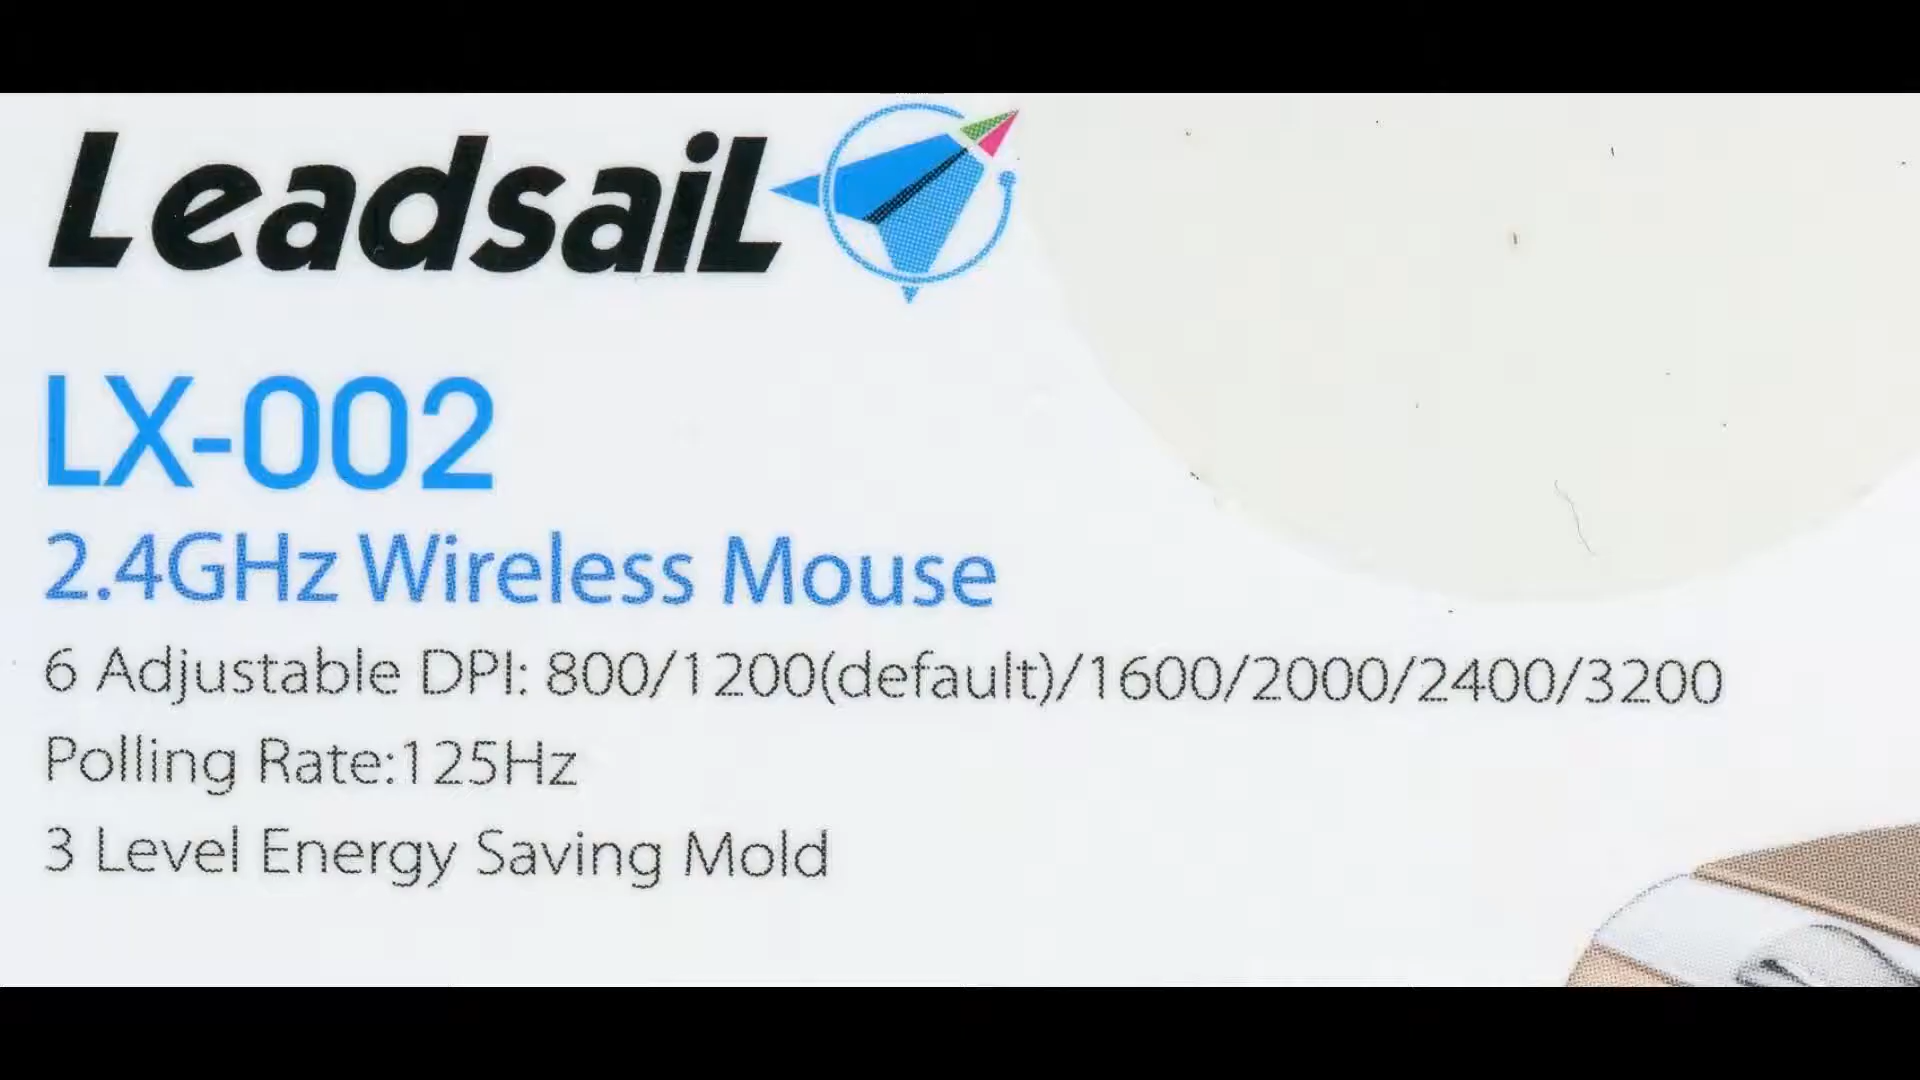 Leadsail
LX-002
2.4GHz Wireless Mouse
6 Adjustable DPI: 800/1200(default)/1600/2000/2400/3200
Polling Rate:125Hz
3 Level Energy Saving Mold